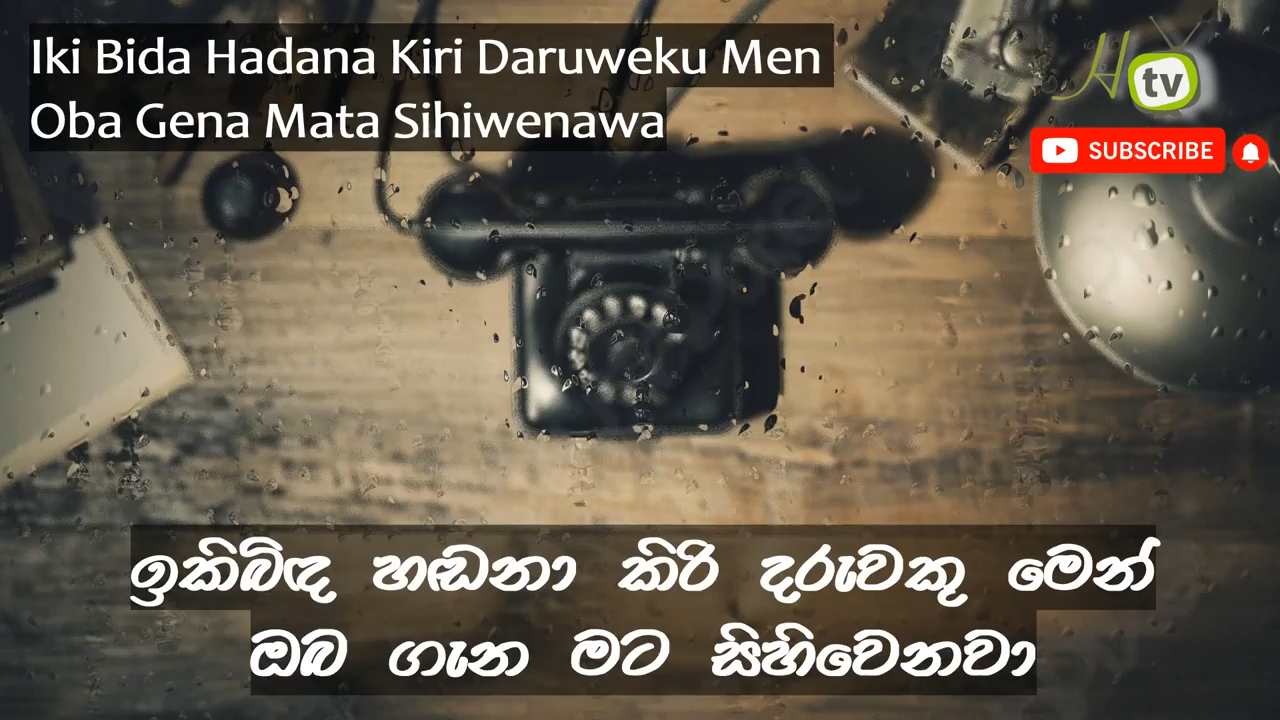 Iki Bida Hadana Kiri Daruweku Men
Oba Gena Mata Sihiwenawa
H tv
SUBSCRIBE
ඉකිබිඳ හඬනා කිරි දරුවකු මෙන්
ඔබ ගැන මට සිහිවෙනවා